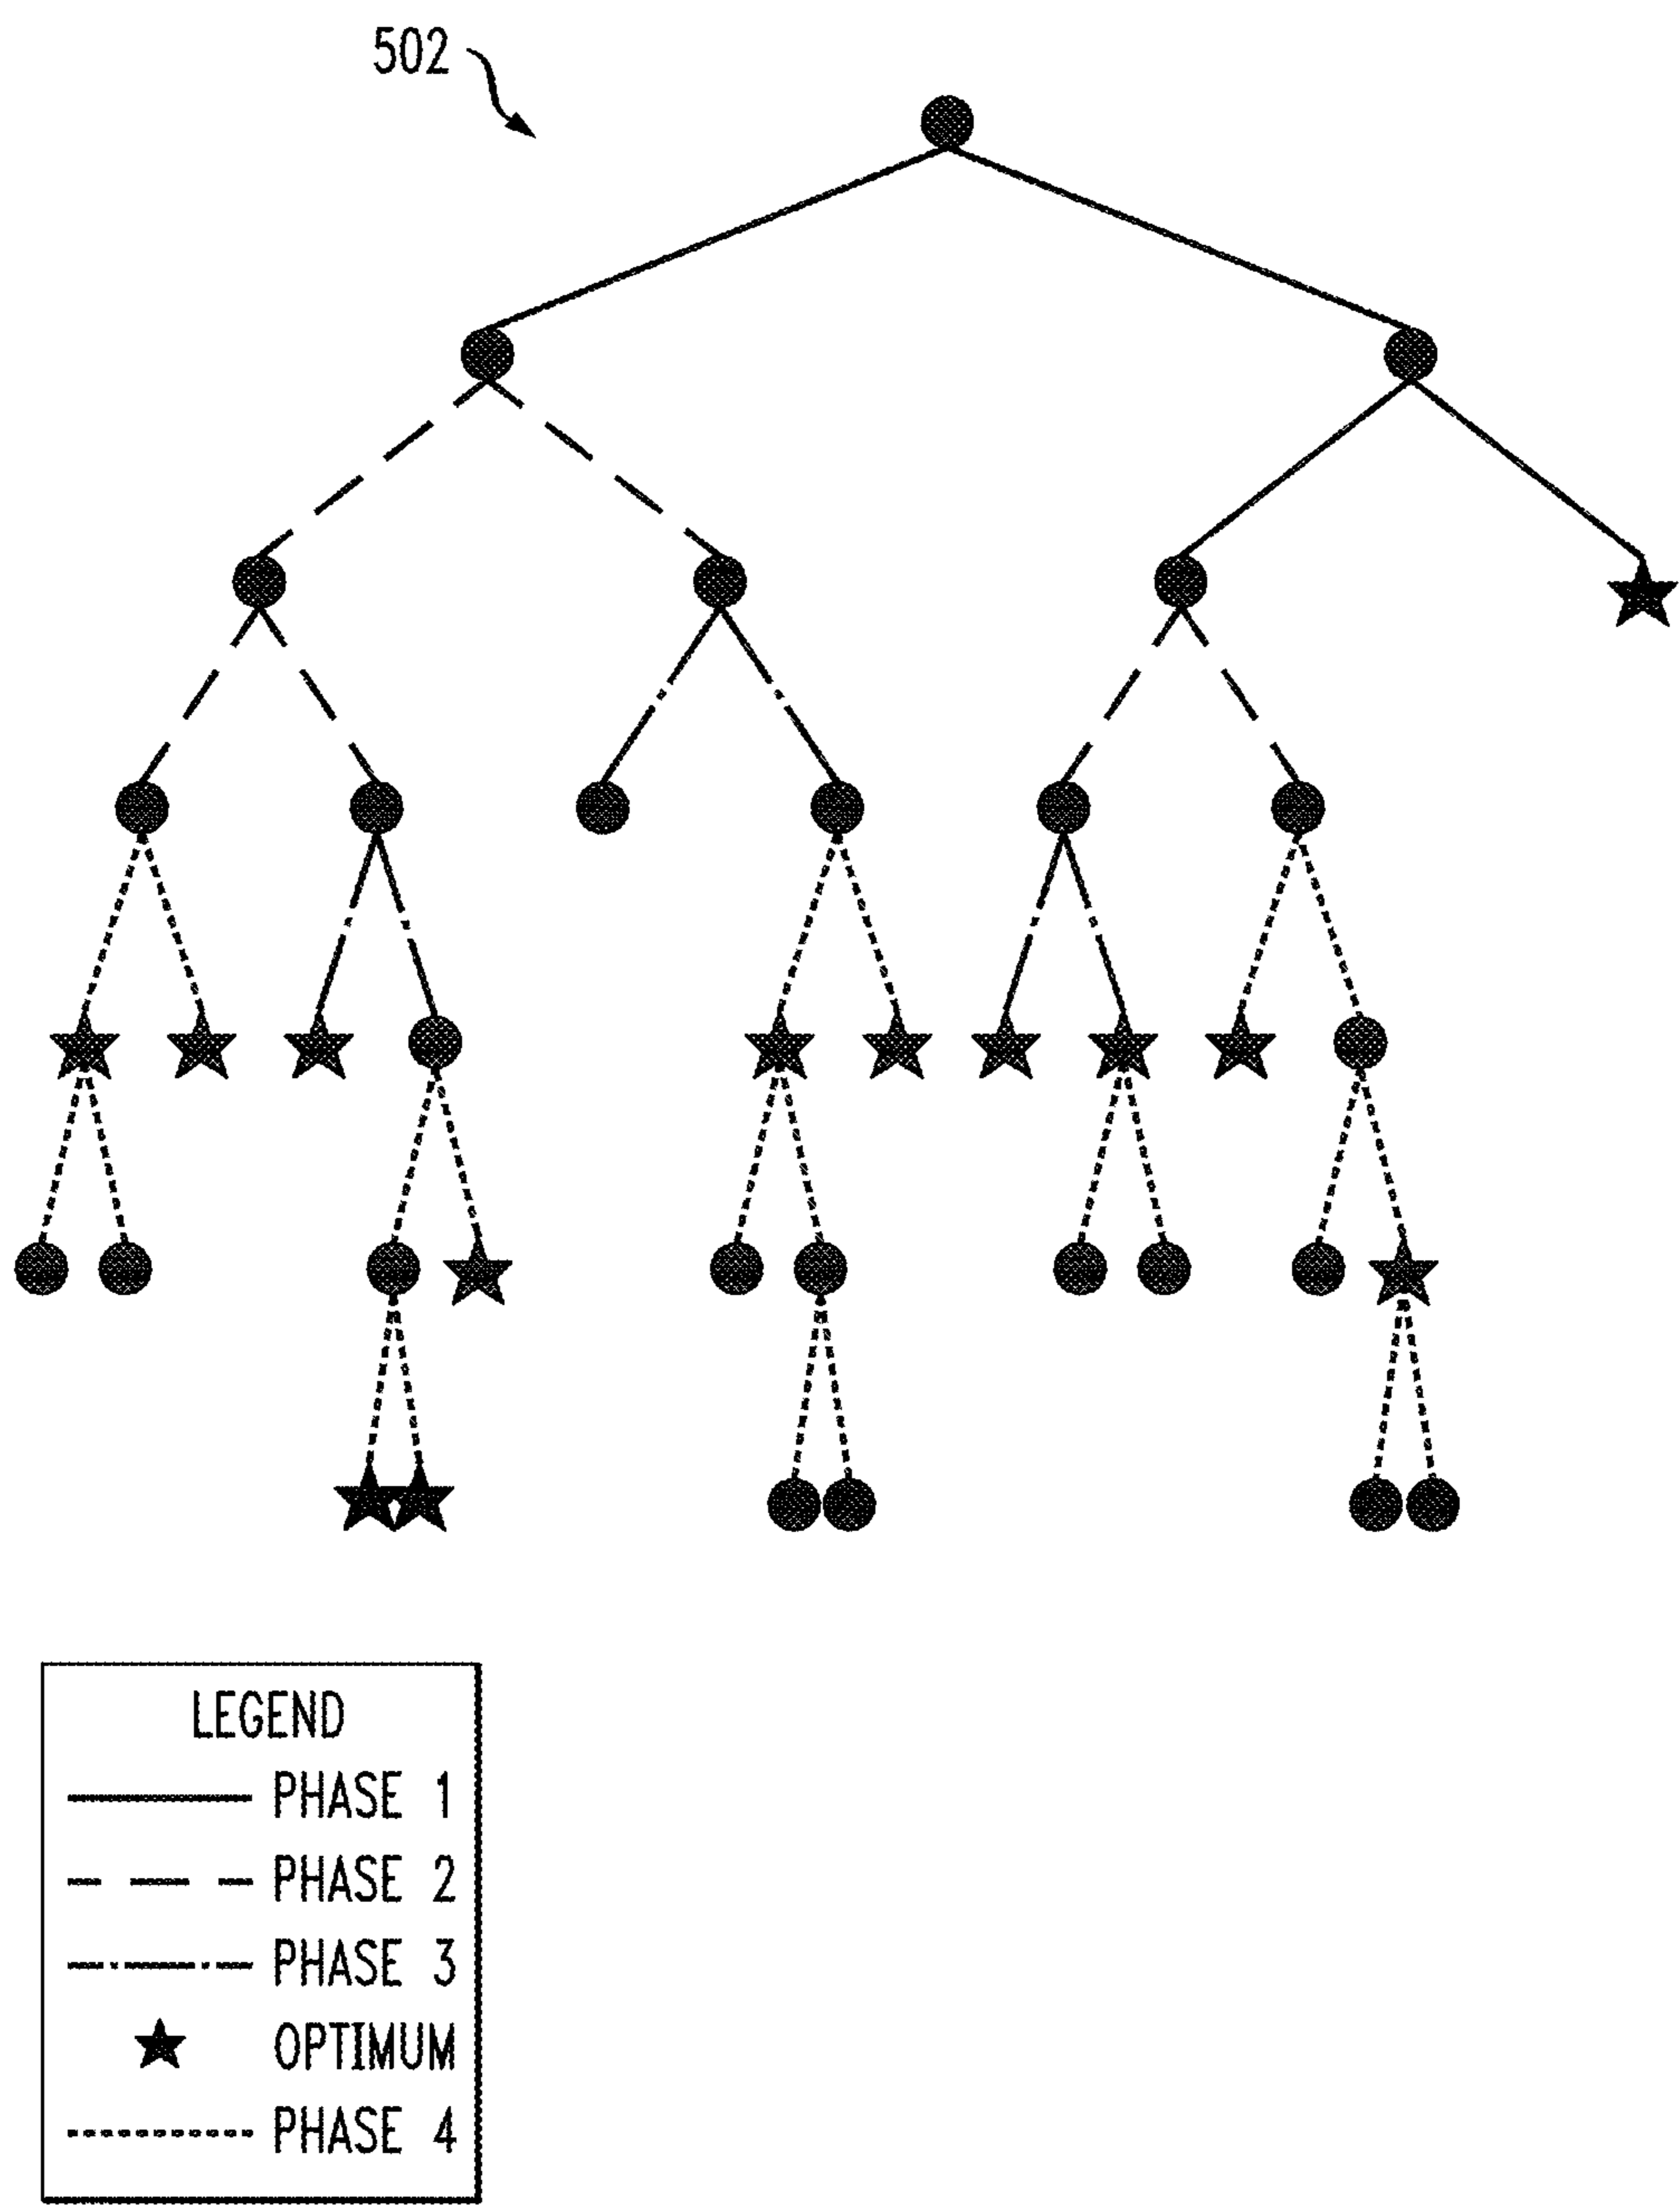 502
LEGEND
PHASE 1
PHASE 2
PHASE 3
OPTIMUM
PHASE 4